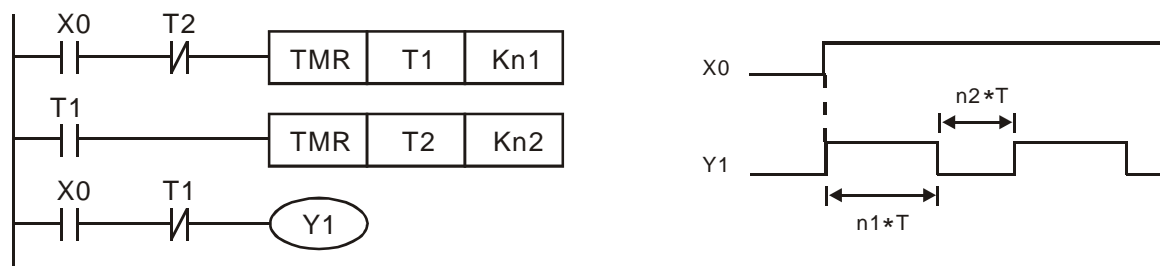 X0 T2
TMR T1 Kn1
T1
TMR T2 Kn2
X0 T1
Y1
X0
n2*T
Y1
n1*T